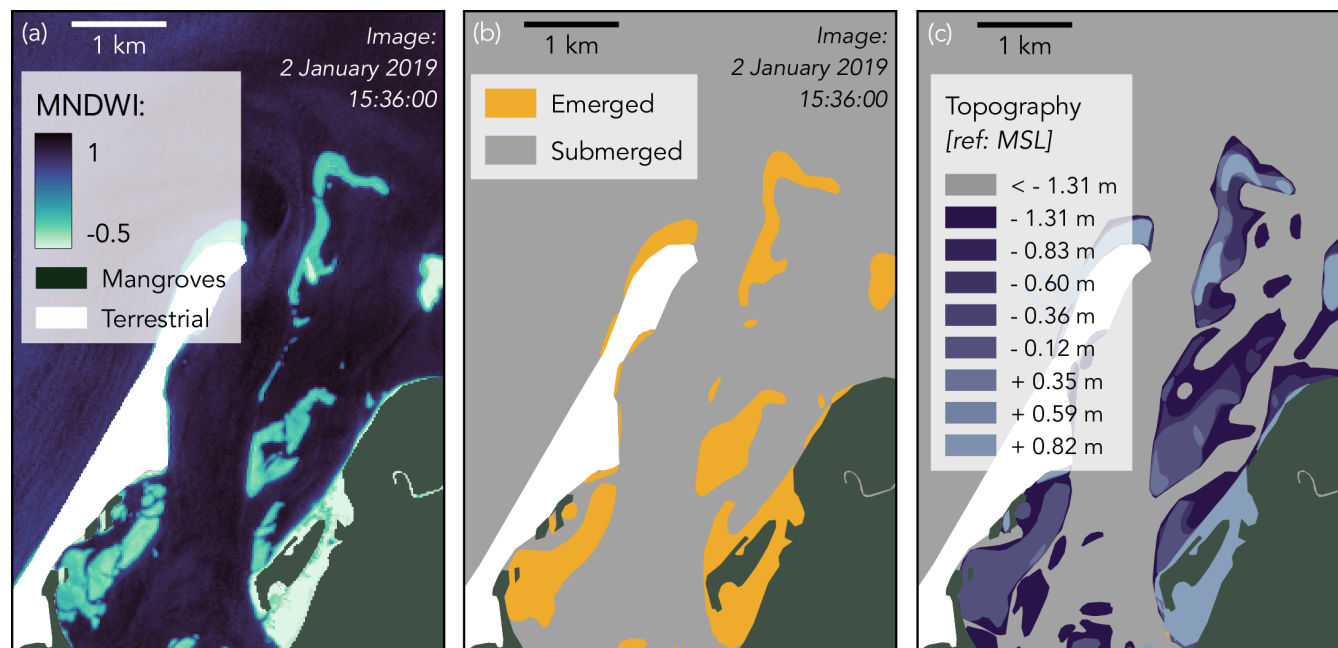 (a)
1 km
Image:
2 January 2019
15:36:00
MNDWI:
1
-0.5
Mangroves
Terrestrial
(b)
1 km
Image:
2 January 2019
15:36:00
Emerged
Submerged
(c)
1 km
Topography
[ref: MSL]
< - 1.31 m
- 1.31 m
- 0.83 m
- 0.60 m
- 0.36 m
- 0.12 m
+ 0.35 m
+ 0.59 m
+ 0.82 m